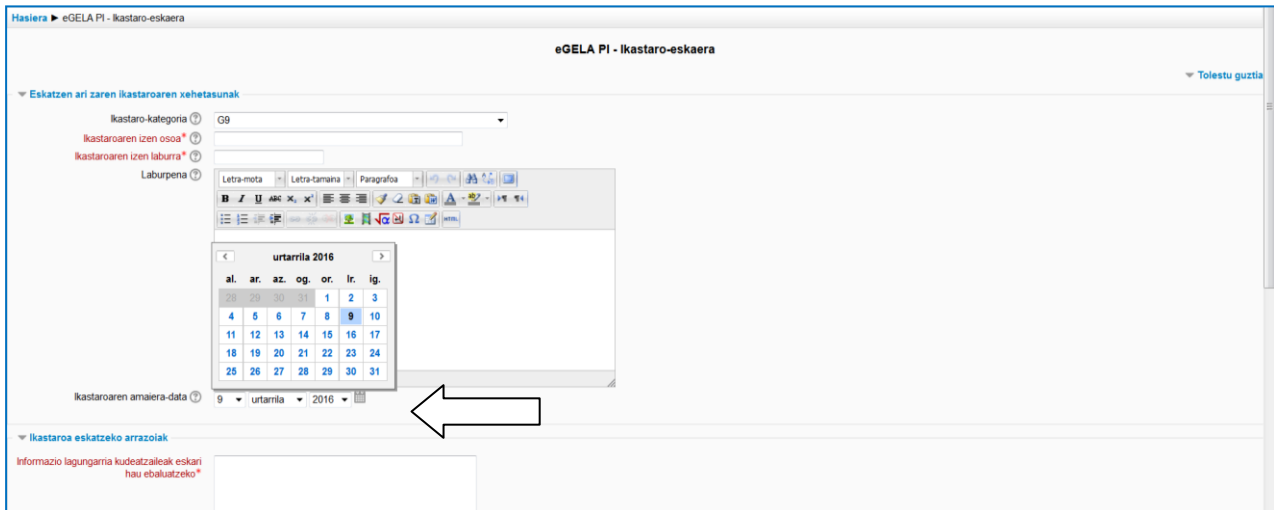 Hasiera ► eGELA PI - Ikastaro-eskaera
eGELA PI - Ikastaro-eskaera
Tolestu guztia
Eskatzen ari zaren ikastaroaren xehetasunak
Ikastaro-kategoria G9
Ikastaroaren izen osoa*
Ikastaroaren izen laburra*
Laburpena
Letra-mota Letra-tamaina Paragrafoa
B I U ABC x₂ x²
HTML
urtarrila 2016
al. ar. az. og. or. lr. ig.
28 29 30 31 1 2 3
4 5 6 7 8 9 10
11 12 13 14 15 16 17
18 19 20 21 22 23 24
25 26 27 28 29 30 31
Ikastaroaren amaiera-data 9 urtarrila 2016
Ikastaroa eskatzeko arrazoiak
Informazio lagungarria kudeatzaileak eskari
hau ebaluatzeko*